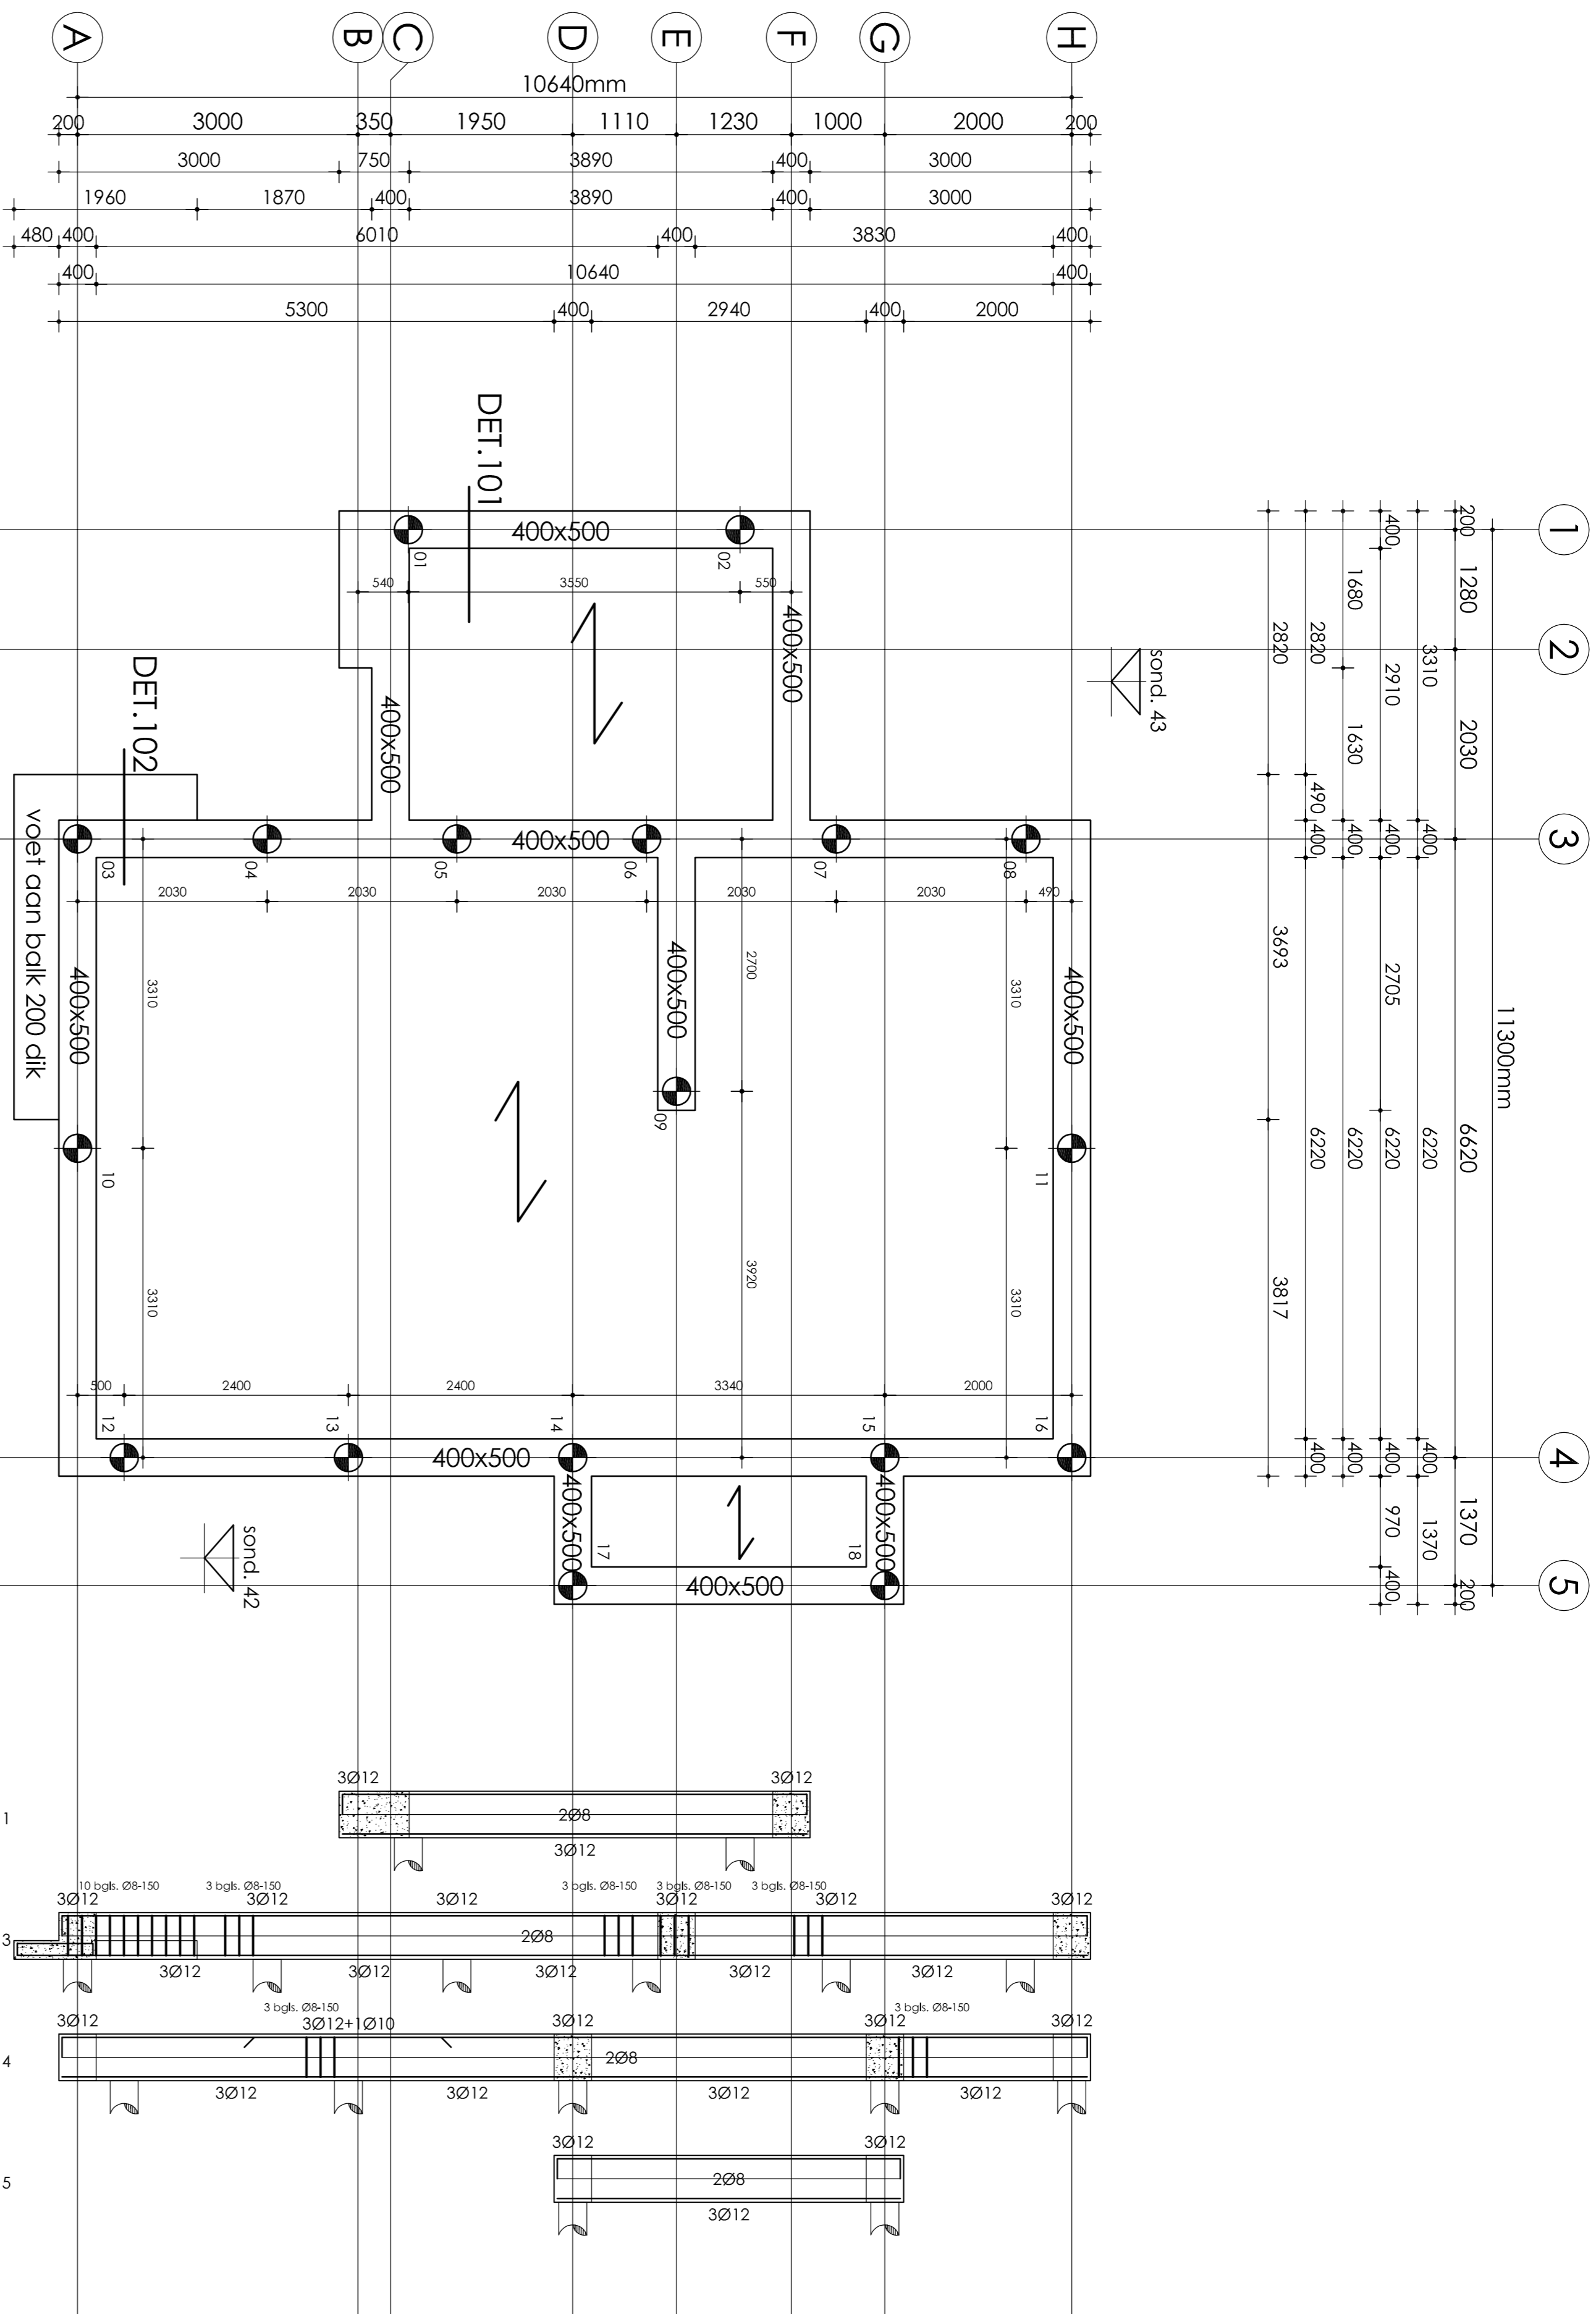 A
B
C
D
E
F
G
H
10640mm
200 3000 350 1950 1110 1230 1000 2000 200
3000 750 3890 400 3000
1960 1870 400 3890 400 3000
480 400 6010 400 3830 400
400 10640 400
5300 400 2940 400 2000
1
2
3
4
5
11300mm
200 1280 2030 6620 1370 200
3310 400 6220 400 1370
400 2910 400 2705 6220 400 970 400
1680 1630 400 6220 400
2820 490 400 6220 400
2820 3693 3817
sond. 43
DET.101
400x500
01
02
540 3550 550
400x500
400x500
DET.102
voet aan balk 200 dik
400x500
03
04
05
06
07
08
2030 2030 2030 2030 2030 490
3310
2700
3310
400x500
400x500
400x500
09
10
11
3310
3920
3310
500 2400 2400 3340 2000
12
13
14
15
16
400x500
400x500
400x500
17
18
400x500
sond. 42
1
3Ø12 3Ø12
2Ø8
3Ø12
10 bgls. Ø8-150 3 bgls. Ø8-150 3 bgls. Ø8-150 3 bgls. Ø8-150 3 bgls. Ø8-150
3Ø12 3Ø12 3Ø12 3Ø12 3Ø12 3Ø12
3
2Ø8
3Ø12 3Ø12 3Ø12 3Ø12 3Ø12
3 bgls. Ø8-150 3 bgls. Ø8-150
3Ø12 3Ø12+1Ø10 3Ø12 3Ø12 3Ø12
4
2Ø8
3Ø12 3Ø12 3Ø12 3Ø12
3Ø12 3Ø12
5
2Ø8
3Ø12